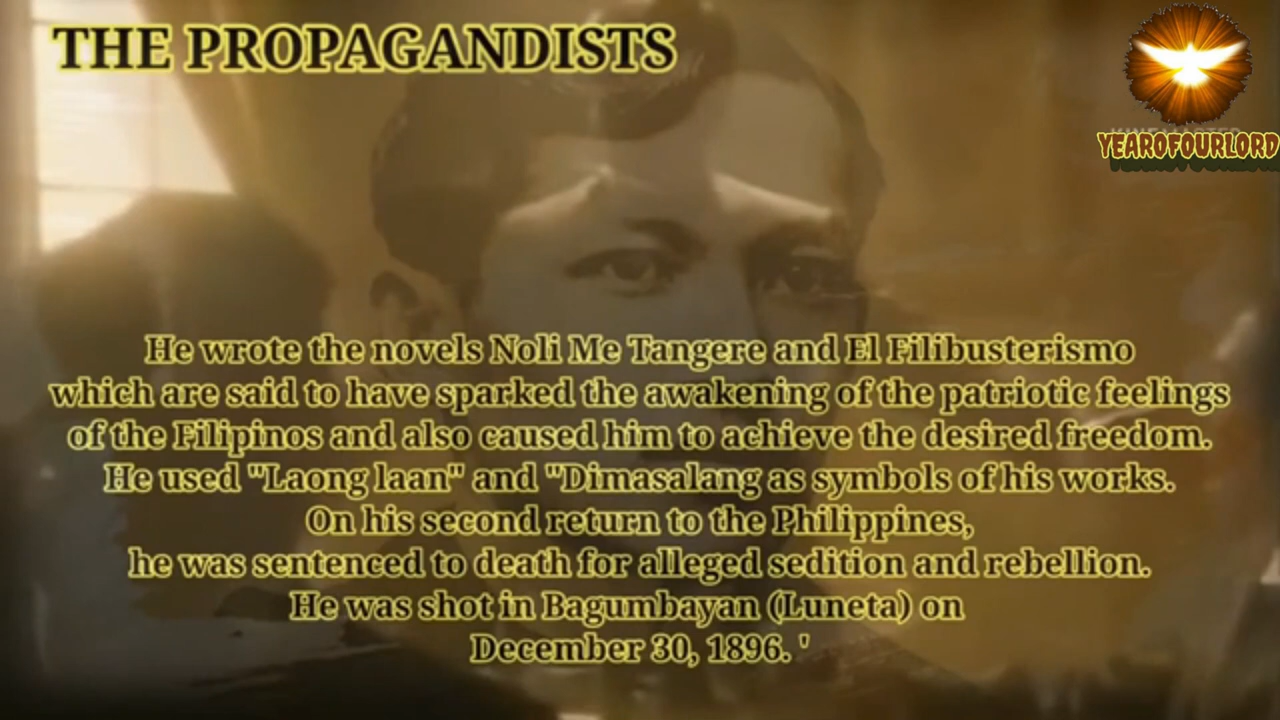 THE PROPAGANDISTS
YEAROFOURLORD
He wrote the novels Noli Me Tangere and El Filibusterismo
which are said to have sparked the awakening of the patriotic feelings
of the Filipinos and also caused him to achieve the desired freedom.
He used "Laong laan" and "Dimasalang as symbols of his works.
On his second return to the Philippines,
he was sentenced to death for alleged sedition and rebellion.
He was shot in Bagumbayan (Luneta) on
December 30, 1896. '